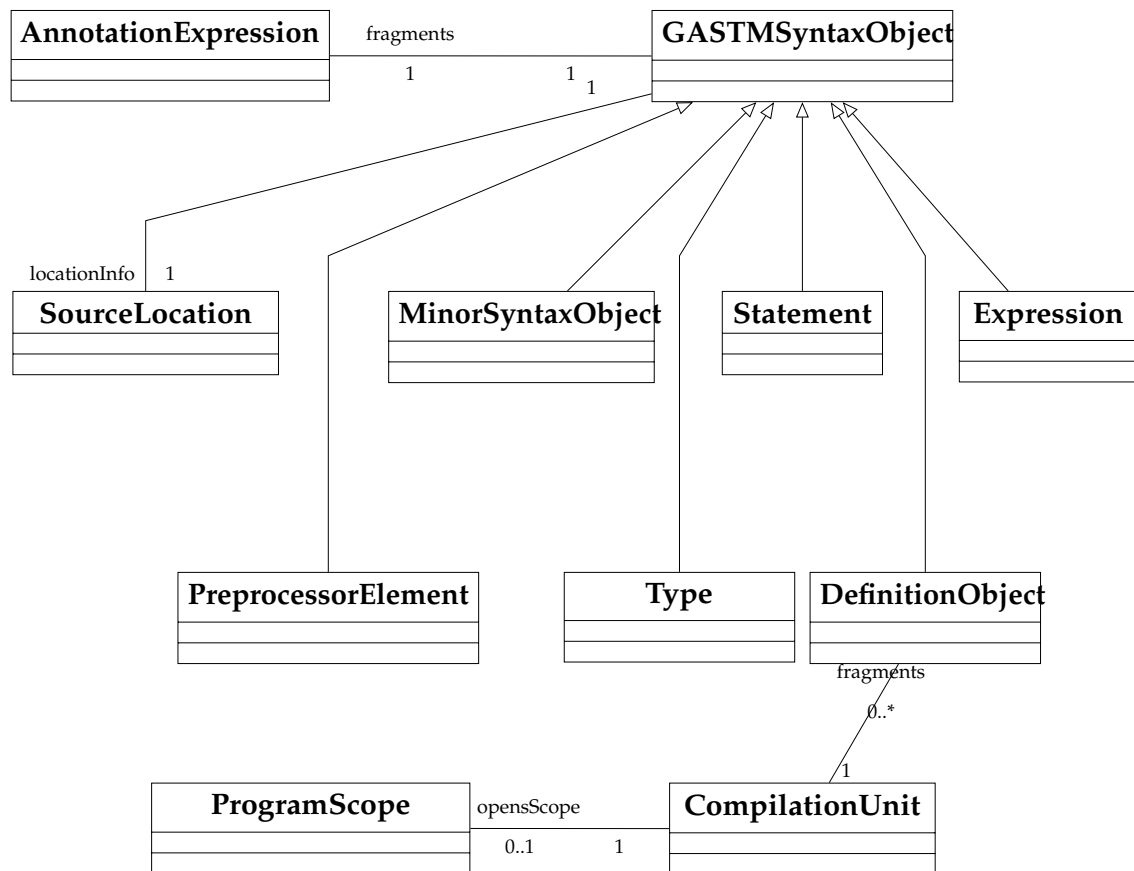 AnnotationExpression
fragments
GASTMSyntaxObject
1
1
1
locationInfo
1
SourceLocation
MinorSyntaxObject
Statement
Expression
PreprocessorElement
Type
DefinitionObject
fragments
0..*
1
ProgramScope
opensScope
CompilationUnit
0..1
1